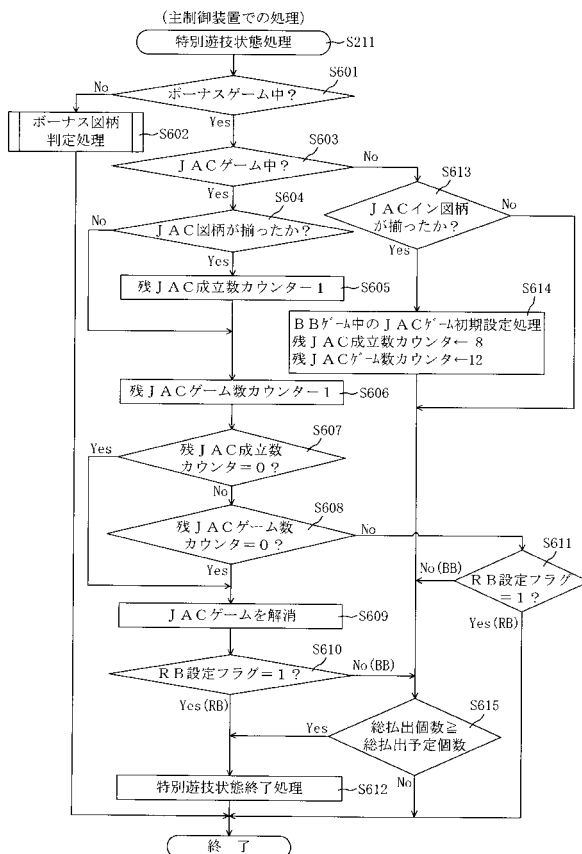 (主制御装置での処理)
特別遊技状態処理
S211
S601
ボーナスゲーム中?
No
Yes
ボーナス図柄
判定処理
S602
S603
JACゲーム中?
No
Yes
S604
JAC図柄が揃ったか?
No
Yes
S613
JACイン図柄
が揃ったか?
No
Yes
残JAC成立数カウンター1
S605
S614
BBゲーム中のJACゲーム初期設定処理
残JAC成立数カウンタ←8
残JACゲーム数カウンタ←12
残JACゲーム数カウンター1
S606
S607
残JAC成立数
カウンタ=0?
Yes
No
S608
残JACゲーム数
カウンタ=0?
No
Yes
S611
RB設定フラグ
=1?
No(BB)
Yes(RB)
JACゲームを解消
S609
S610
RB設定フラグ=1?
No(BB)
Yes(RB)
S615
総払出個数≧
総払出予定個数
Yes
No
特別遊技状態終了処理
S612
終了